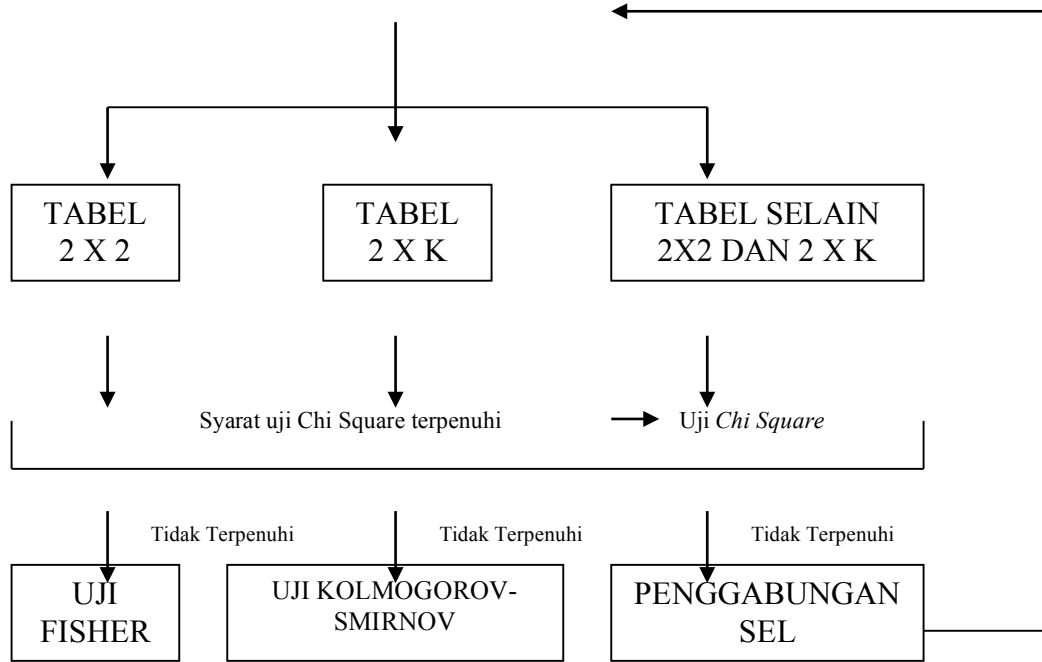 TABEL
2 X 2
TABEL
2 X K
TABEL SELAIN
2X2 DAN 2 X K
Syarat uji Chi Square terpenuhi
Uji Chi Square
Tidak Terpenuhi
Tidak Terpenuhi
Tidak Terpenuhi
UJI
FISHER
UJI KOLMOGOROV-
SMIRNOV
PENGGABUNGAN
SEL